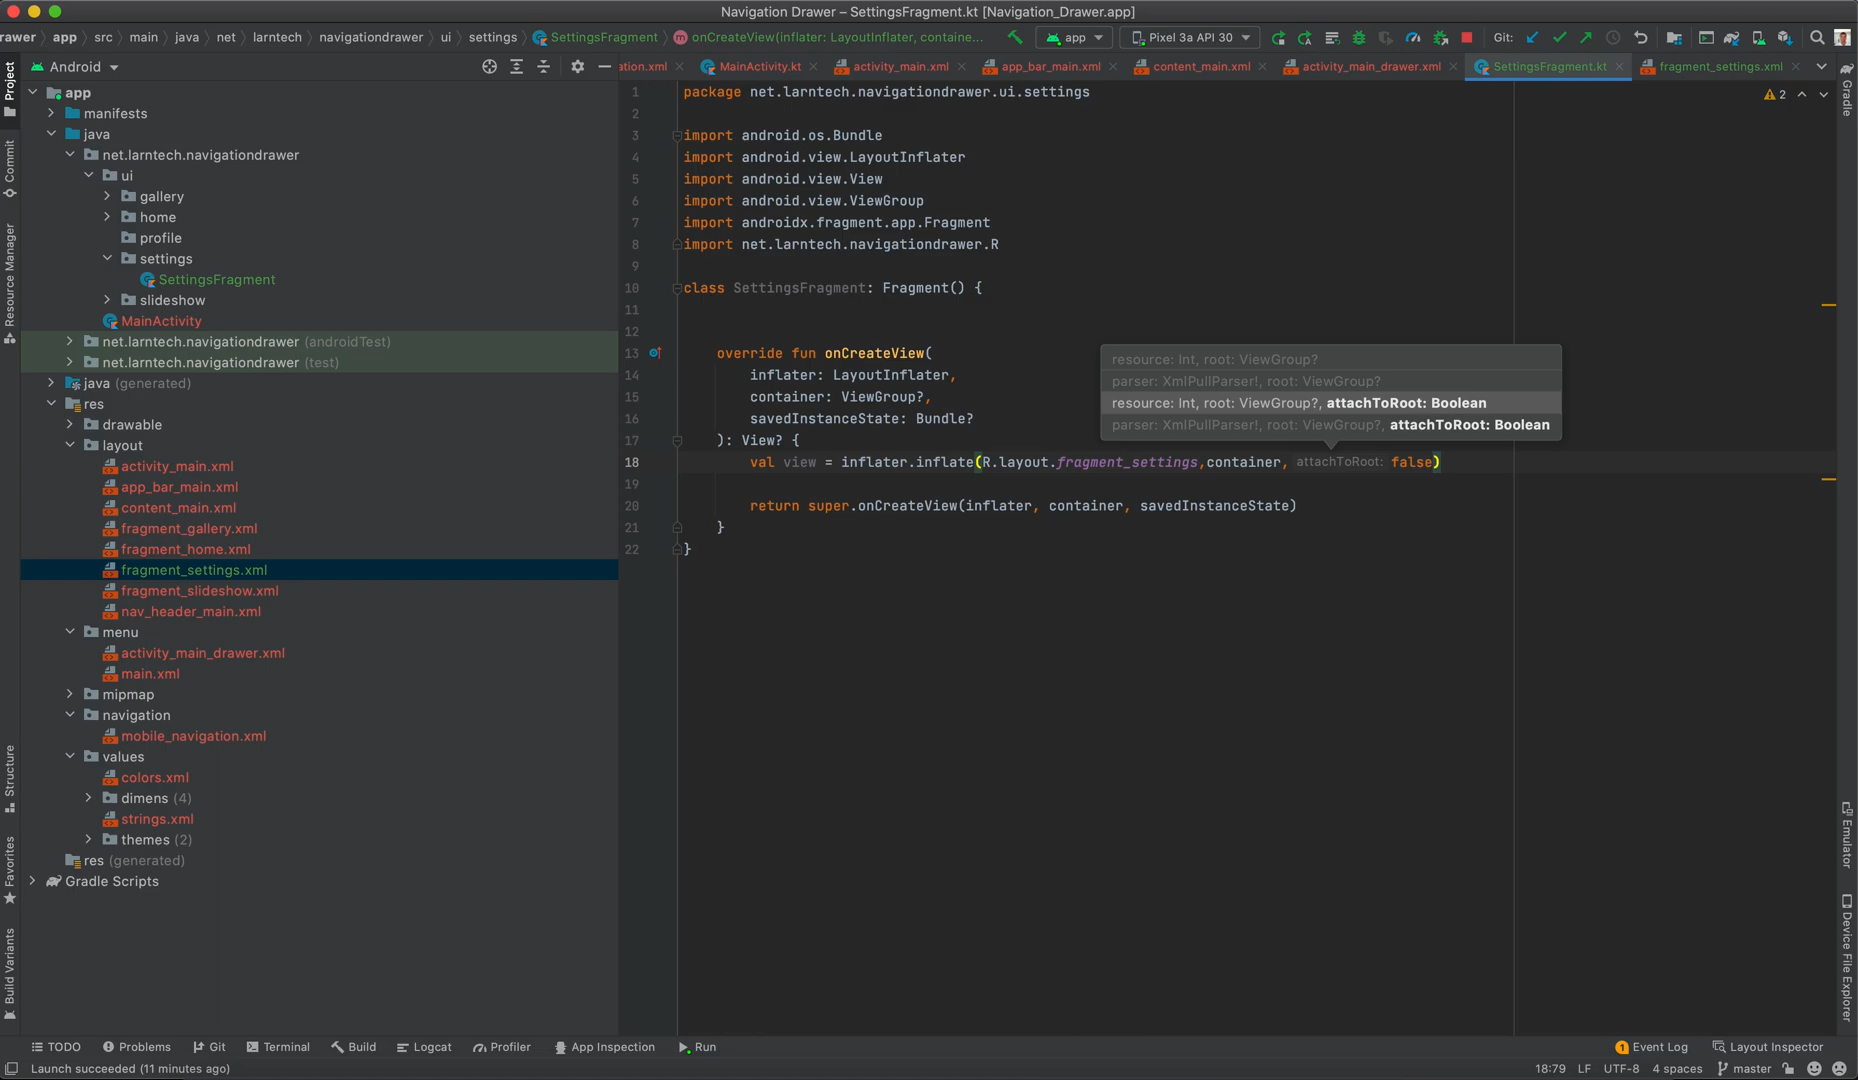 Navigation Drawer – SettingsFragment.kt [Navigation_Drawer.app]
rawer app src main java net larntech navigationdrawer ui settings SettingsFragment onCreateView(inflater: LayoutInflater, containe... app Pixel 3a API 30 Git:
Android
ation.xml MainActivity.kt activity_main.xml app_bar_main.xml content_main.xml activity_main_drawer.xml SettingsFragment.kt fragment_settings.xml
Project
Commit
Resource Manager
Structure
Favorites
Build Variants
app
manifests
java
net.larntech.navigationdrawer
ui
gallery
home
profile
settings
SettingsFragment
slideshow
MainActivity
net.larntech.navigationdrawer (androidTest)
net.larntech.navigationdrawer (test)
java (generated)
res
drawable
layout
activity_main.xml
app_bar_main.xml
content_main.xml
fragment_gallery.xml
fragment_home.xml
fragment_settings.xml
fragment_slideshow.xml
nav_header_main.xml
menu
activity_main_drawer.xml
main.xml
mipmap
navigation
mobile_navigation.xml
values
colors.xml
dimens (4)
strings.xml
themes (2)
res (generated)
Gradle Scripts
1 package net.larntech.navigationdrawer.ui.settings
2
3 import android.os.Bundle
4 import android.view.LayoutInflater
5 import android.view.View
6 import android.view.ViewGroup
7 import androidx.fragment.app.Fragment
8 import net.larntech.navigationdrawer.R
9
10 class SettingsFragment: Fragment() {
11
12
13 override fun onCreateView(
14 inflater: LayoutInflater,
15 container: ViewGroup?,
16 savedInstanceState: Bundle?
17 ): View? {
18 val view = inflater.inflate(R.layout.fragment_settings,container, attachToRoot: false)
19
20 return super.onCreateView(inflater, container, savedInstanceState)
21 }
22 }
resource: Int, root: ViewGroup?
parser: XmlPullParser!, root: ViewGroup?
resource: Int, root: ViewGroup?, attachToRoot: Boolean
parser: XmlPullParser!, root: ViewGroup?, attachToRoot: Boolean
2
Gradle
Emulator
Device File Explorer
TODO Problems Git Terminal Build Logcat Profiler App Inspection Run 1 Event Log Layout Inspector
Launch succeeded (11 minutes ago) 18:79 LF UTF-8 4 spaces master